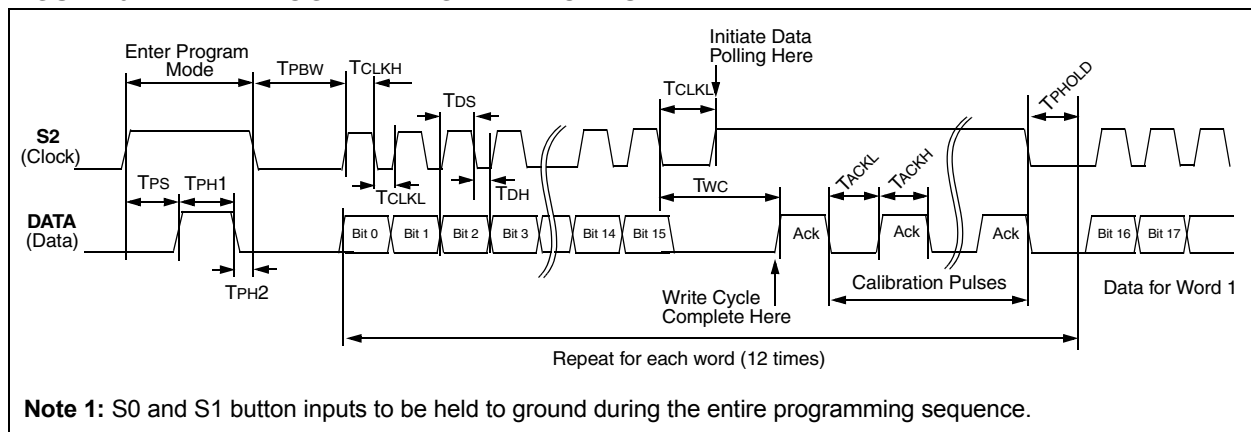 Enter Program
Mode
TPBW
TCLKH
TDS
TCLKL
Initiate Data
Polling Here
TPHOLD
S2
(Clock)
TPS
TPH1
TCLKL
TDH
TWC
TACKL
TACKH
DATA
(Data)
Bit 0
Bit 1
Bit 2
Bit 3
Bit 14
Bit 15
Ack
Ack
Ack
Bit 16
Bit 17
TPH2
Write Cycle
Complete Here
Calibration Pulses
Data for Word 1
Repeat for each word (12 times)
Note 1: S0 and S1 button inputs to be held to ground during the entire programming sequence.